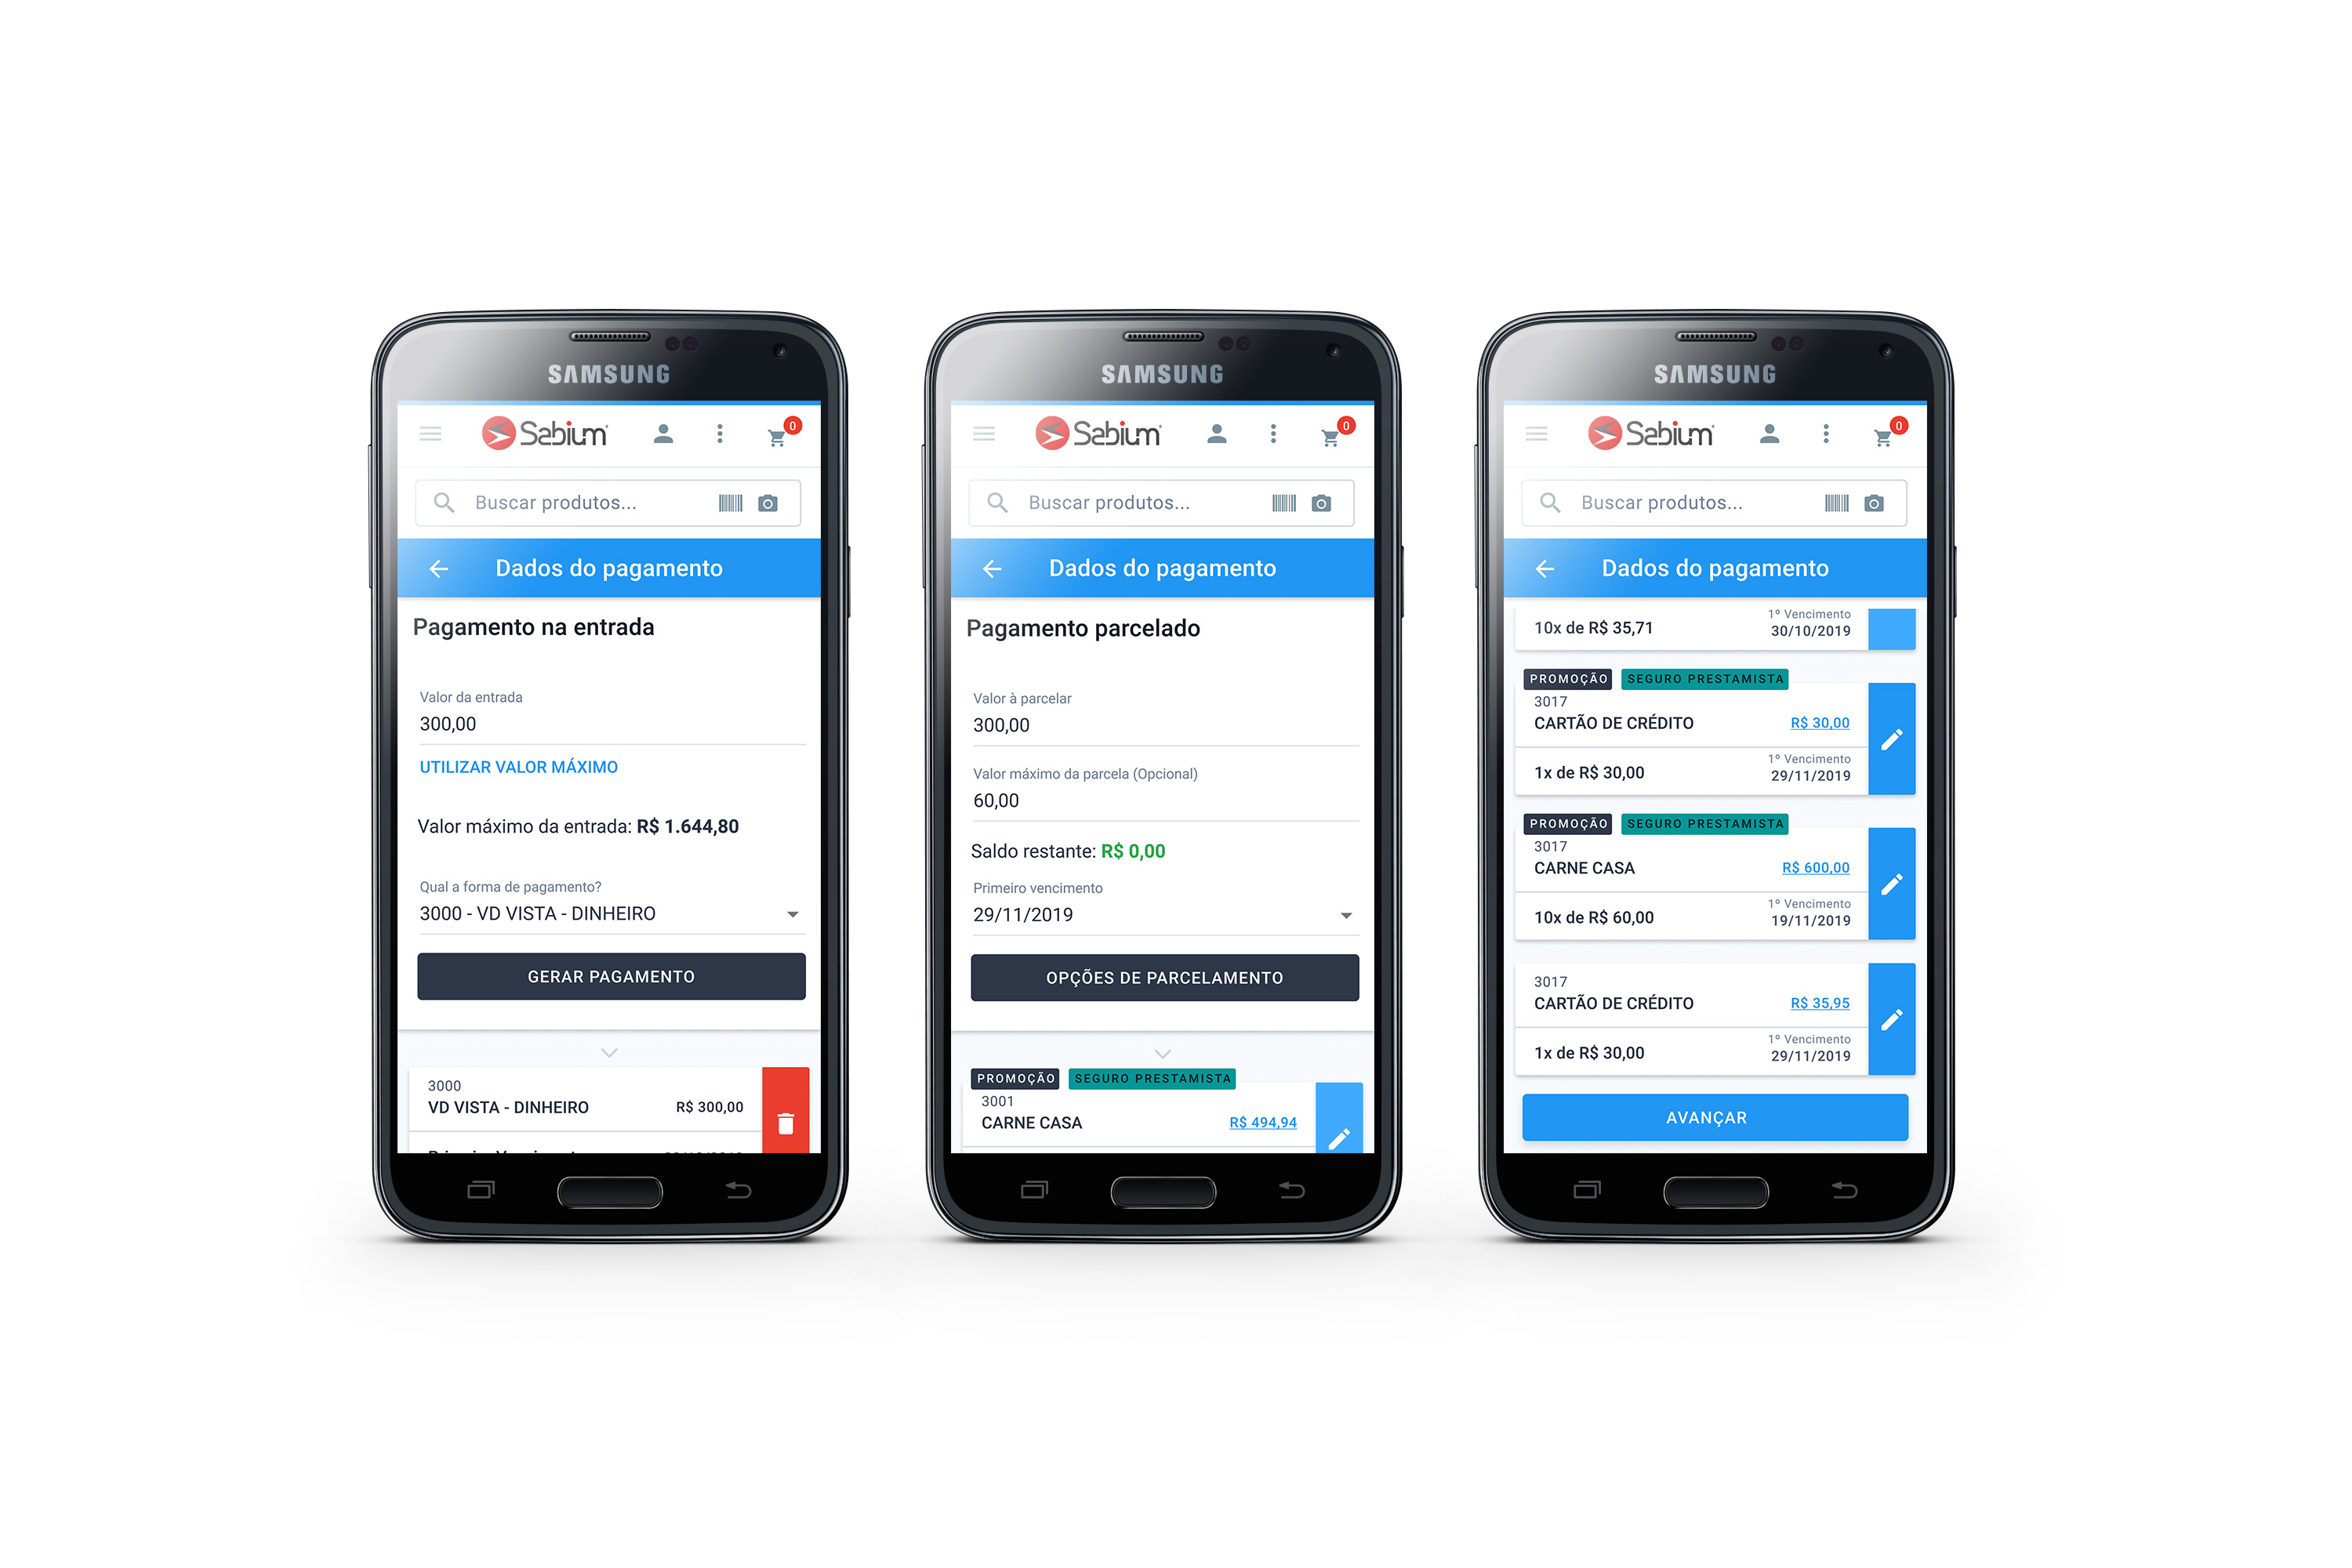 SAMSUNG
Sabium
0
Buscar produtos...
Dados do pagamento
Pagamento na entrada
Valor da entrada
300,00
UTILIZAR VALOR MÁXIMO
Valor máximo da entrada: R$ 1.644,80
Qual a forma de pagamento?
3000 - VD VISTA - DINHEIRO
GERAR PAGAMENTO
3000
VD VISTA - DINHEIRO R$ 300,00
SAMSUNG
Sabium
0
Buscar produtos...
Dados do pagamento
Pagamento parcelado
Valor à parcelar
300,00
Valor máximo da parcela (Opcional)
60,00
Saldo restante: R$ 0,00
Primeiro vencimento
29/11/2019
OPÇÕES DE PARCELAMENTO
PROMOÇÃO SEGURO PRESTAMISTA
3001
CARNE CASA R$ 494,94
SAMSUNG
Sabium
0
Buscar produtos...
Dados do pagamento
1º Vencimento
10x de R$ 35,71 30/10/2019
PROMOÇÃO SEGURO PRESTAMISTA
3017
CARTÃO DE CRÉDITO R$ 30,00
1º Vencimento
1x de R$ 30,00 29/11/2019
PROMOÇÃO SEGURO PRESTAMISTA
3017
CARNE CASA R$ 600,00
1º Vencimento
10x de R$ 60,00 19/11/2019
3017
CARTÃO DE CRÉDITO R$ 35,95
1º Vencimento
1x de R$ 30,00 29/11/2019
AVANÇAR